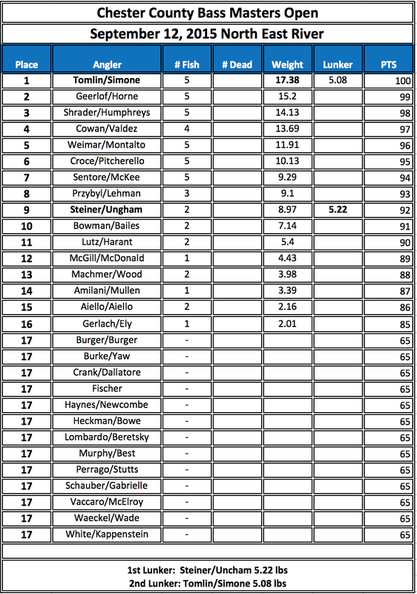 Chester County Bass Masters Open
September 12, 2015 North East River
Place Angler # Fish # Dead Weight Lunker PTS
1 Tomlin/Simone 5 17.38 5.08 100
2 Geerlof/Horne 5 15.2 99
3 Shrader/Humphreys 5 14.13 98
4 Cowan/Valdez 4 13.69 97
5 Weimar/Montalto 5 11.91 96
6 Croce/Pitcherello 5 10.13 95
7 Sentore/McKee 5 9.29 94
8 Przybyl/Lehman 3 9.1 93
9 Steiner/Ungham 2 8.97 5.22 92
10 Bowman/Bailes 2 7.14 91
11 Lutz/Harant 2 5.4 90
12 McGill/McDonald 1 4.43 89
13 Machmer/Wood 2 3.98 88
14 Amilani/Mullen 1 3.39 87
15 Aiello/Aiello 2 2.16 86
16 Gerlach/Ely 1 2.01 85
17 Burger/Burger - 65
17 Burke/Yaw - 65
17 Crank/Dallatore - 65
17 Fischer - 65
17 Haynes/Newcombe - 65
17 Heckman/Bowe - 65
17 Lombardo/Beretsky - 65
17 Murphy/Best - 65
17 Perrago/Stutts - 65
17 Schauber/Gabrielle - 65
17 Vaccaro/McElroy - 65
17 Waeckel/Wade - 65
17 White/Kappenstein - 65
1st Lunker: Steiner/Uncham 5.22 lbs
2nd Lunker: Tomlin/Simone 5.08 lbs